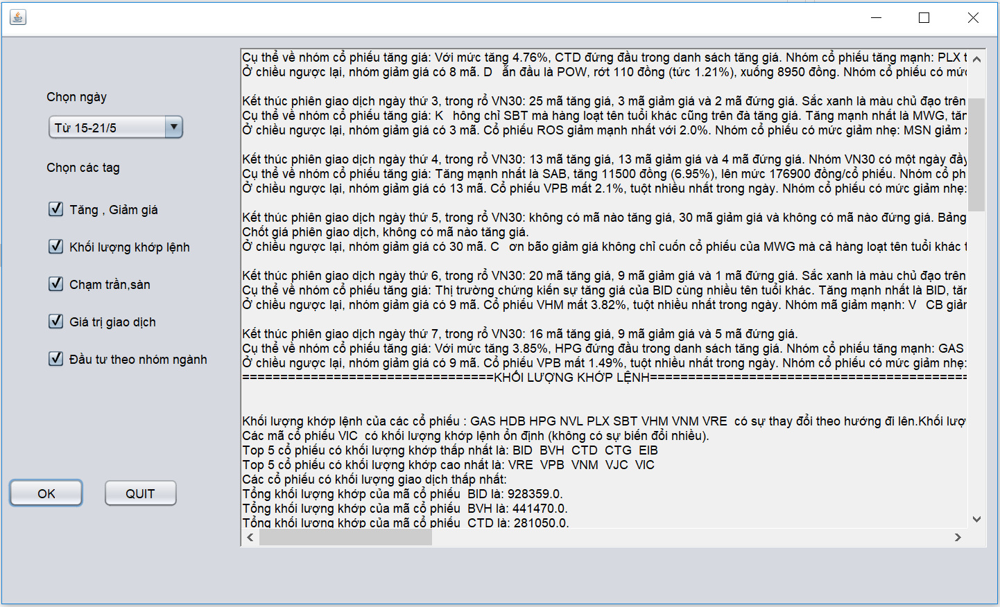 Chọn ngày
Từ 15-21/5
Chọn các tag
Tăng , Giảm giá
Khối lượng khớp lệnh
Chạm trần,sàn
Giá trị giao dịch
Đầu tư theo nhóm ngành
OK
QUIT
Cụ thể về nhóm cổ phiếu tăng giá: Với mức tăng 4.76%, CTD đứng đầu trong danh sách tăng giá. Nhóm cổ phiếu tăng mạnh: PLX t
Ở chiều ngược lại, nhóm giảm giá có 8 mã. D   ẫn đầu là POW, rớt 110 đồng (tức 1.21%), xuống 8950 đồng. Nhóm cổ phiếu có mức
Kết thúc phiên giao dịch ngày thứ 3, trong rổ VN30: 25 mã tăng giá, 3 mã giảm giá và 2 mã đứng giá. Sắc xanh là màu chủ đạo trên
Cụ thể về nhóm cổ phiếu tăng giá: K   hông chỉ SBT mà hàng loạt tên tuổi khác cũng trên đà tăng giá. Tăng mạnh nhất là MWG, tăn
Ở chiều ngược lại, nhóm giảm giá có 3 mã. Cổ phiếu ROS giảm mạnh nhất với 2.0%. Nhóm cổ phiếu có mức giảm nhẹ: MSN giảm
Kết thúc phiên giao dịch ngày thứ 4, trong rổ VN30: 13 mã tăng giá, 13 mã giảm giá và 4 mã đứng giá. Nhóm VN30 có một ngày đầy
Cụ thể về nhóm cổ phiếu tăng giá: Tăng mạnh nhất là SAB, tăng 11500 đồng (6.95%), lên mức 176900 đồng/cổ phiếu. Nhóm cổ ph
Ở chiều ngược lại, nhóm giảm giá có 13 mã. Cổ phiếu VPB mất 2.1%, tuột nhiều nhất trong ngày. Nhóm cổ phiếu có mức giảm nhẹ:
Kết thúc phiên giao dịch ngày thứ 5, trong rổ VN30: không có mã nào tăng giá, 30 mã giảm giá và không có mã nào đứng giá. Bảng
Chốt giá phiên giao dịch, không có mã nào tăng giá.
Ở chiều ngược lại, nhóm giảm giá có 30 mã. C   ơn bão giảm giá không chỉ cuốn cổ phiếu của MWG mà cả hàng loạt tên tuổi khác t
Kết thúc phiên giao dịch ngày thứ 6, trong rổ VN30: 20 mã tăng giá, 9 mã giảm giá và 1 mã đứng giá. Sắc xanh là màu chủ đạo trên
Cụ thể về nhóm cổ phiếu tăng giá: Thị trường chứng kiến sự tăng giá của BID cùng nhiều tên tuổi khác. Tăng mạnh nhất là BID, tăn
Ở chiều ngược lại, nhóm giảm giá có 9 mã. Cổ phiếu VHM mất 3.82%, tuột nhiều nhất trong ngày. Nhóm mã giảm mạnh: V   CB giản
Kết thúc phiên giao dịch ngày thứ 7, trong rổ VN30: 16 mã tăng giá, 9 mã giảm giá và 5 mã đứng giá.
Cụ thể về nhóm cổ phiếu tăng giá: Với mức tăng 3.85%, HPG đứng đầu trong danh sách tăng giá. Nhóm cổ phiếu tăng mạnh: GAS
Ở chiều ngược lại, nhóm giảm giá có 9 mã. Cổ phiếu VPB mất 1.49%, tuột nhiều nhất trong ngày. Nhóm cổ phiếu có mức giảm nhẹ:
=================================KHỐI LƯỢNG KHỚP LỆNH==========================================
Khối lượng khớp lệnh của các cổ phiếu : GAS HDB HPG NVL PLX SBT VHM VNM VRE  có sự thay đổi theo hướng đi lên.Khối lượ
Các mã cổ phiếu VIC  có khối lượng khớp lệnh ổn định (không có sự biến đổi nhiều).
Top 5 cổ phiếu có khối lượng khớp thấp nhất là: BID  BVH  CTD  CTG  EIB
Top 5 cổ phiếu có khối lượng khớp cao nhất là: VRE  VPB  VNM  VJC  VIC
Các cổ phiếu có khối lượng giao dịch thấp nhất:
Tổng khối lượng khớp của mã cổ phiếu  BID là: 928359.0.
Tổng khối lượng khớp của mã cổ phiếu  BVH là: 441470.0.
Tổng khối lượng khớp của mã cổ phiếu  CTD là: 281050.0.